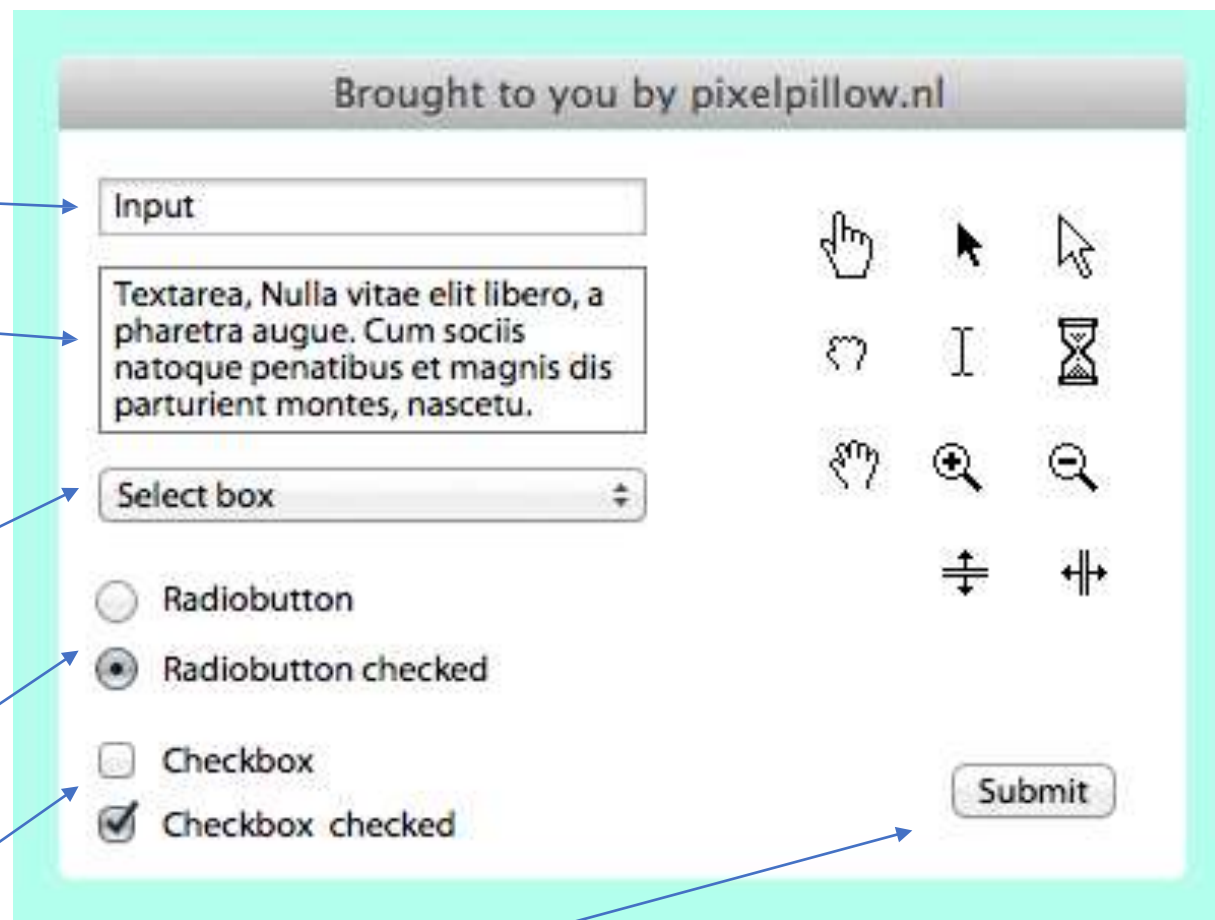 Brought to you by pixelpillow.nl
Input
Textarea, Nulla vitae elit libero, a
pharetra augue. Cum sociis
natoque penatibus et magnis dis
parturient montes, nascetu.
Select box
Radiobutton
Radiobutton checked
Checkbox
Checkbox checked
Submit